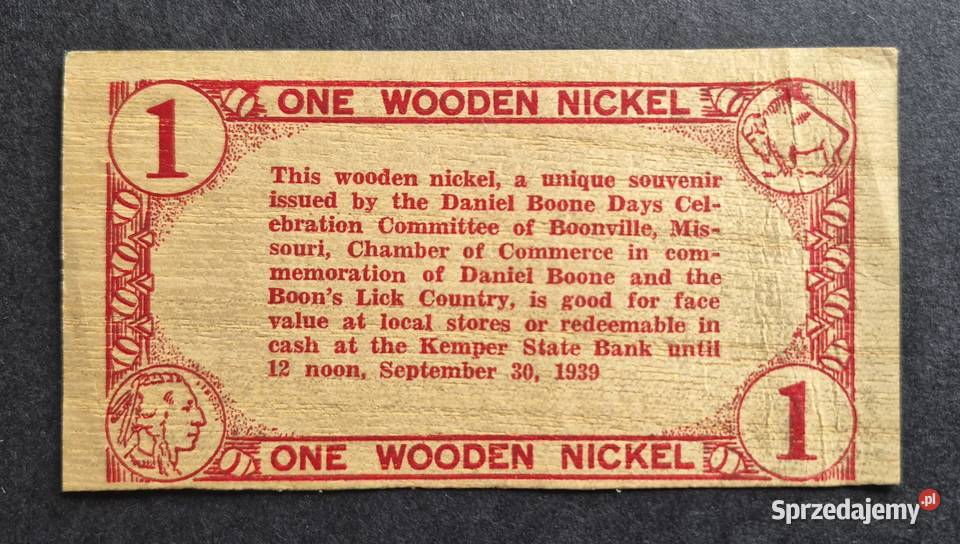 1
ONE WOODEN NICKEL
This wooden nickel, a unique souvenir
issued by the Daniel Boone Days Cel-
ebration Committee of Boonville, Mis-
souri, Chamber of Commerce in com-
memoration of Daniel Boone and the
Boon's Lick Country, is good for face
value at local stores or redeemable in
cash at the Kemper State Bank until
12 noon, September 30, 1939
1
ONE WOODEN NICKEL
Sprzedajemy.pl